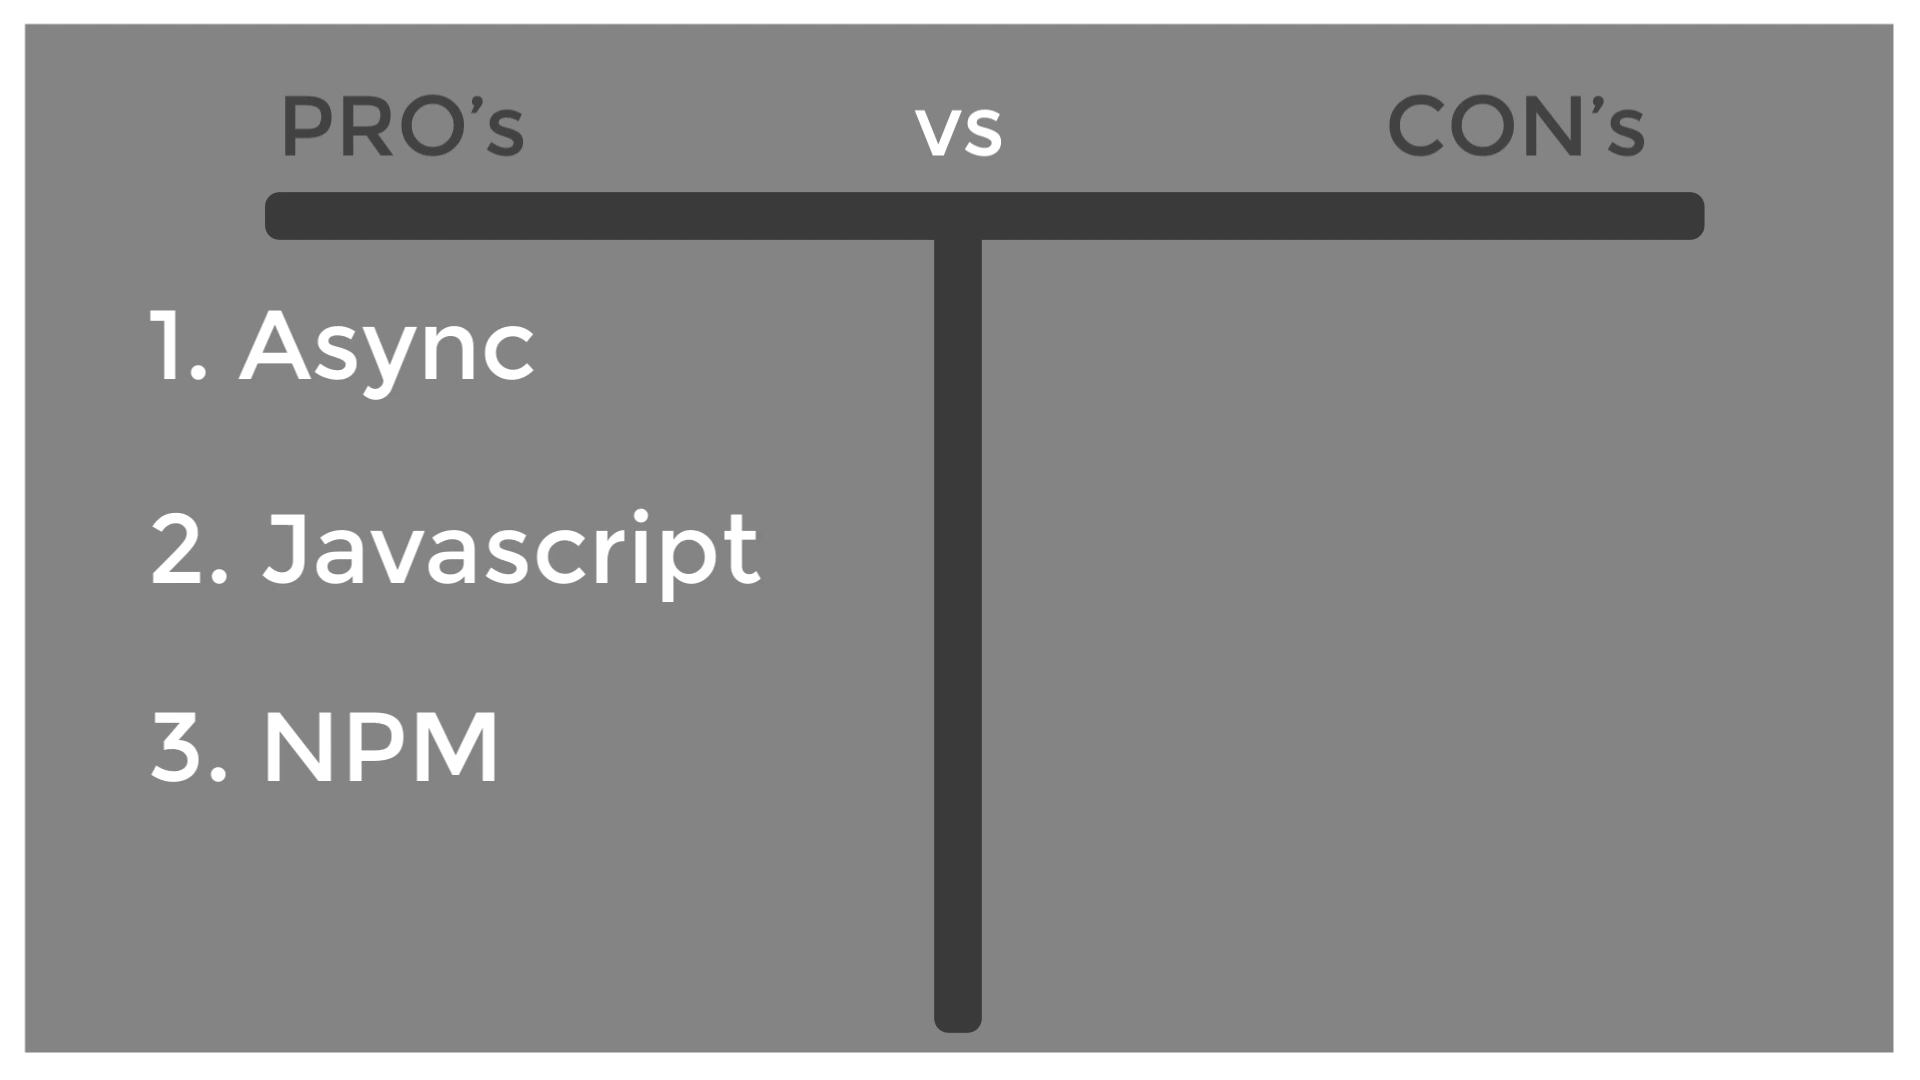 PRO’s vs CON’s
1. Async
2. Javascript
3. NPM